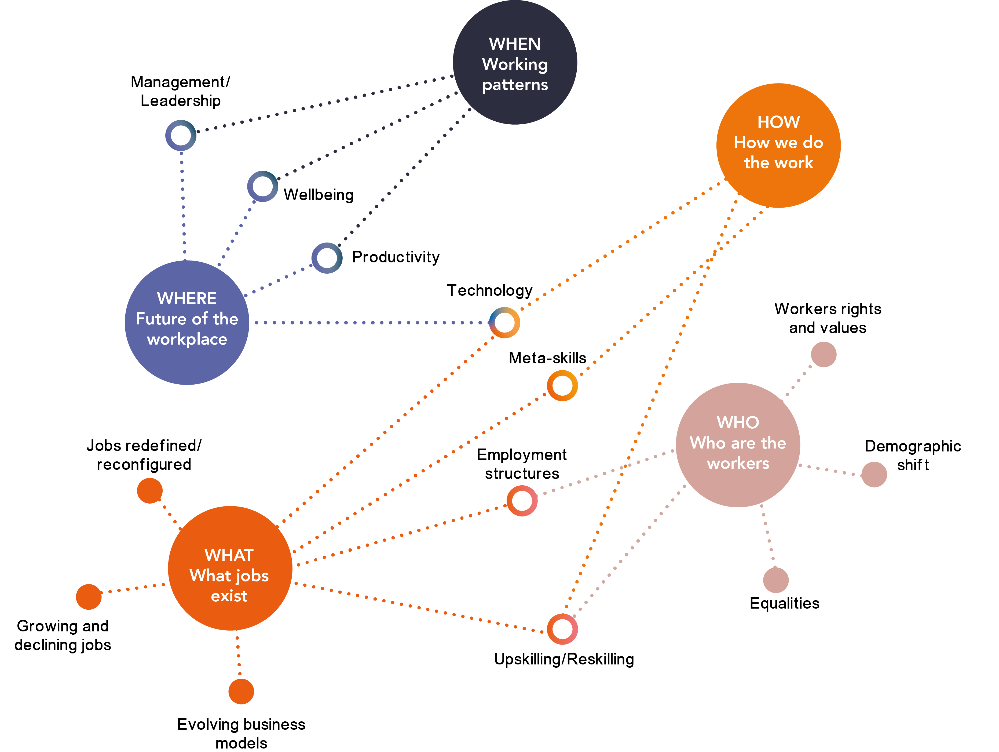 WHEN
Working
patterns
Management/
Leadership
HOW
How we do
the work
Wellbeing
Productivity
Technology
WHERE
Future of the
workplace
Workers rights
and values
Meta-skills
WHO
Who are the
workers
Demographic
shift
Jobs redefined/
reconfigured
Employment
structures
WHAT
What jobs
exist
Equalities
Growing and
declining jobs
Upskilling/Reskilling
Evolving business
models